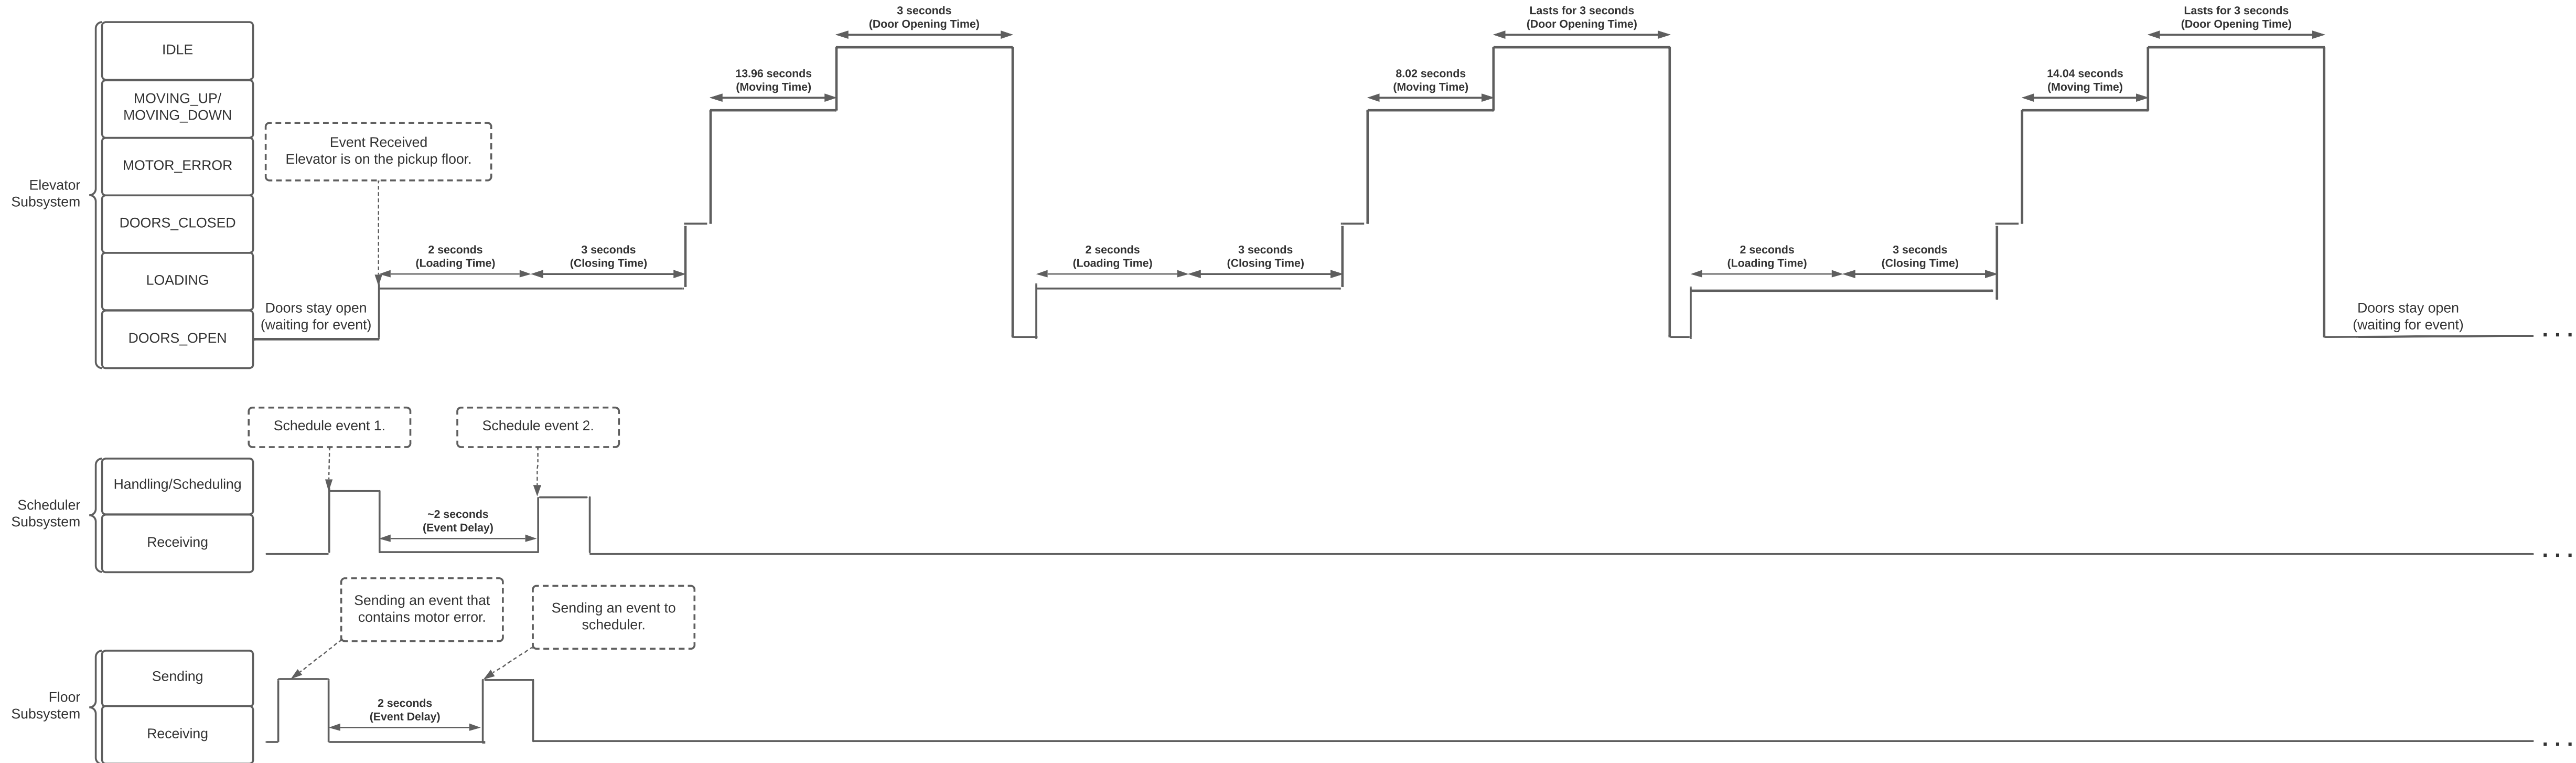 3 seconds
(Door Opening Time)
Lasts for 3 seconds
(Door Opening Time)
Lasts for 3 seconds
(Door Opening Time)
IDLE
13.96 seconds
(Moving Time)
8.02 seconds
(Moving Time)
14.04 seconds
(Moving Time)
MOVING_UP/
MOVING_DOWN
Event Received
Elevator is on the pickup floor.
MOTOR_ERROR
Elevator
Subsystem
DOORS_CLOSED
2 seconds
(Loading Time)
3 seconds
(Closing Time)
2 seconds
(Loading Time)
3 seconds
(Closing Time)
2 seconds
(Loading Time)
3 seconds
(Closing Time)
LOADING
Doors stay open
(waiting for event)
Doors stay open
(waiting for event)
DOORS_OPEN
. . .
Schedule event 1.
Schedule event 2.
Handling/Scheduling
Scheduler
Subsystem
~2 seconds
(Event Delay)
Receiving
. . .
Sending an event that
contains motor error.
Sending an event to
scheduler.
Sending
Floor
Subsystem
2 seconds
(Event Delay)
Receiving
. . .